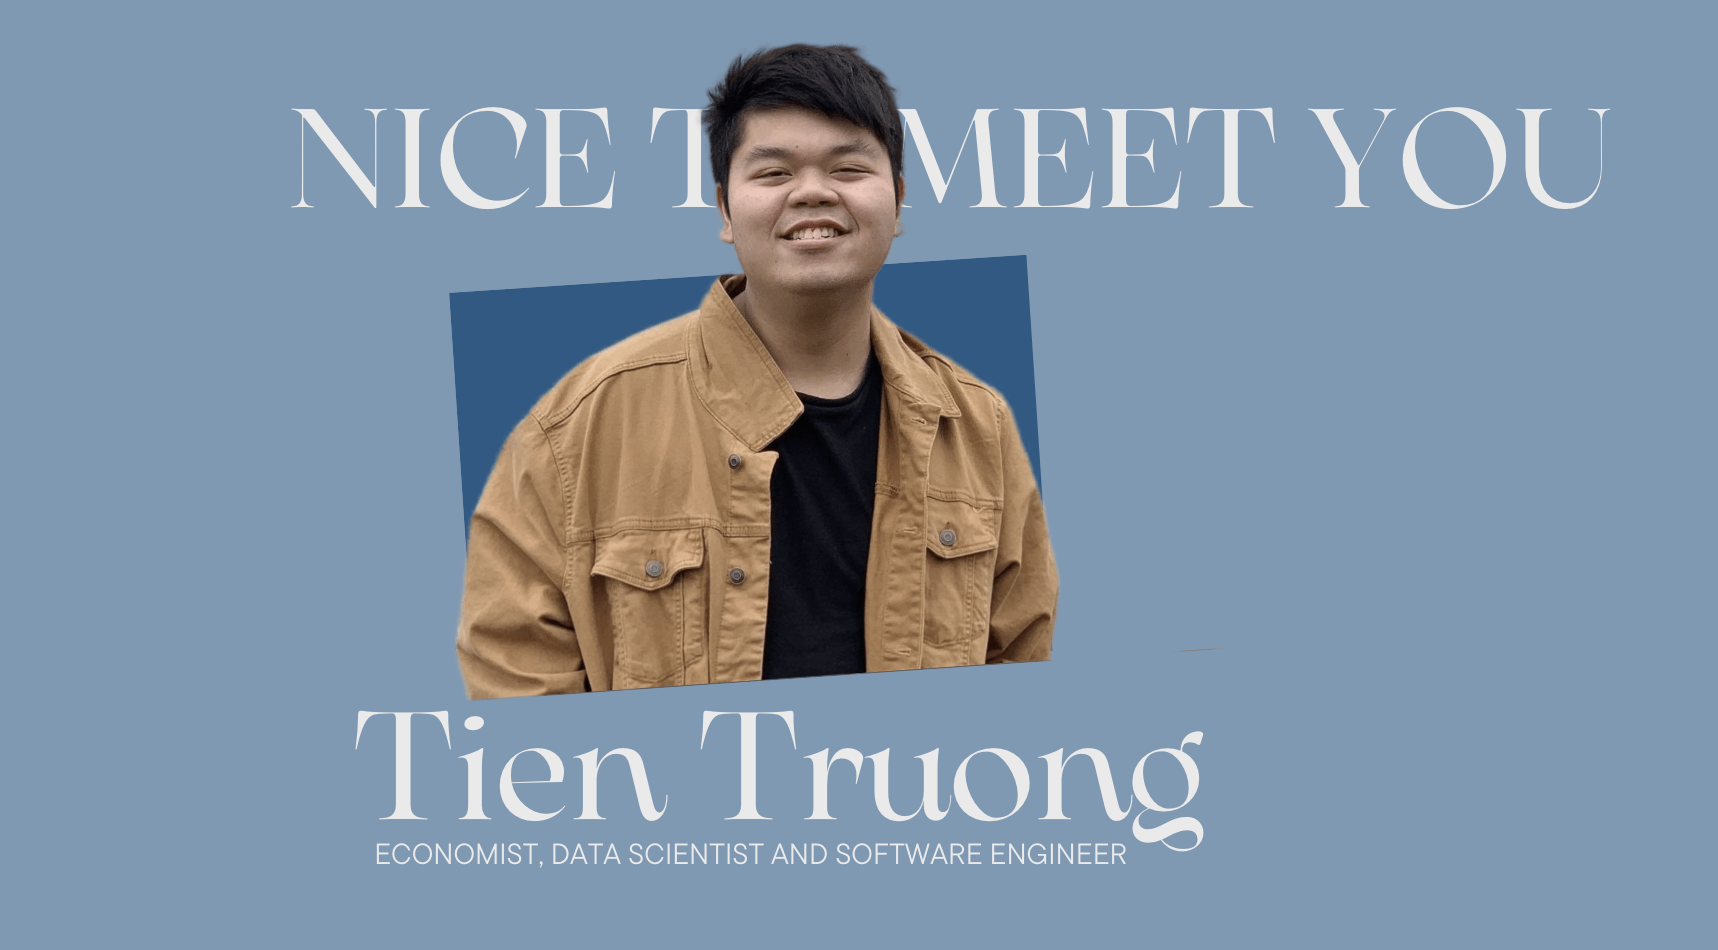 NICE T MEET YOU
Tien Truong
ECONOMIST, DATA SCIENTIST AND SOFTWARE ENGINEER